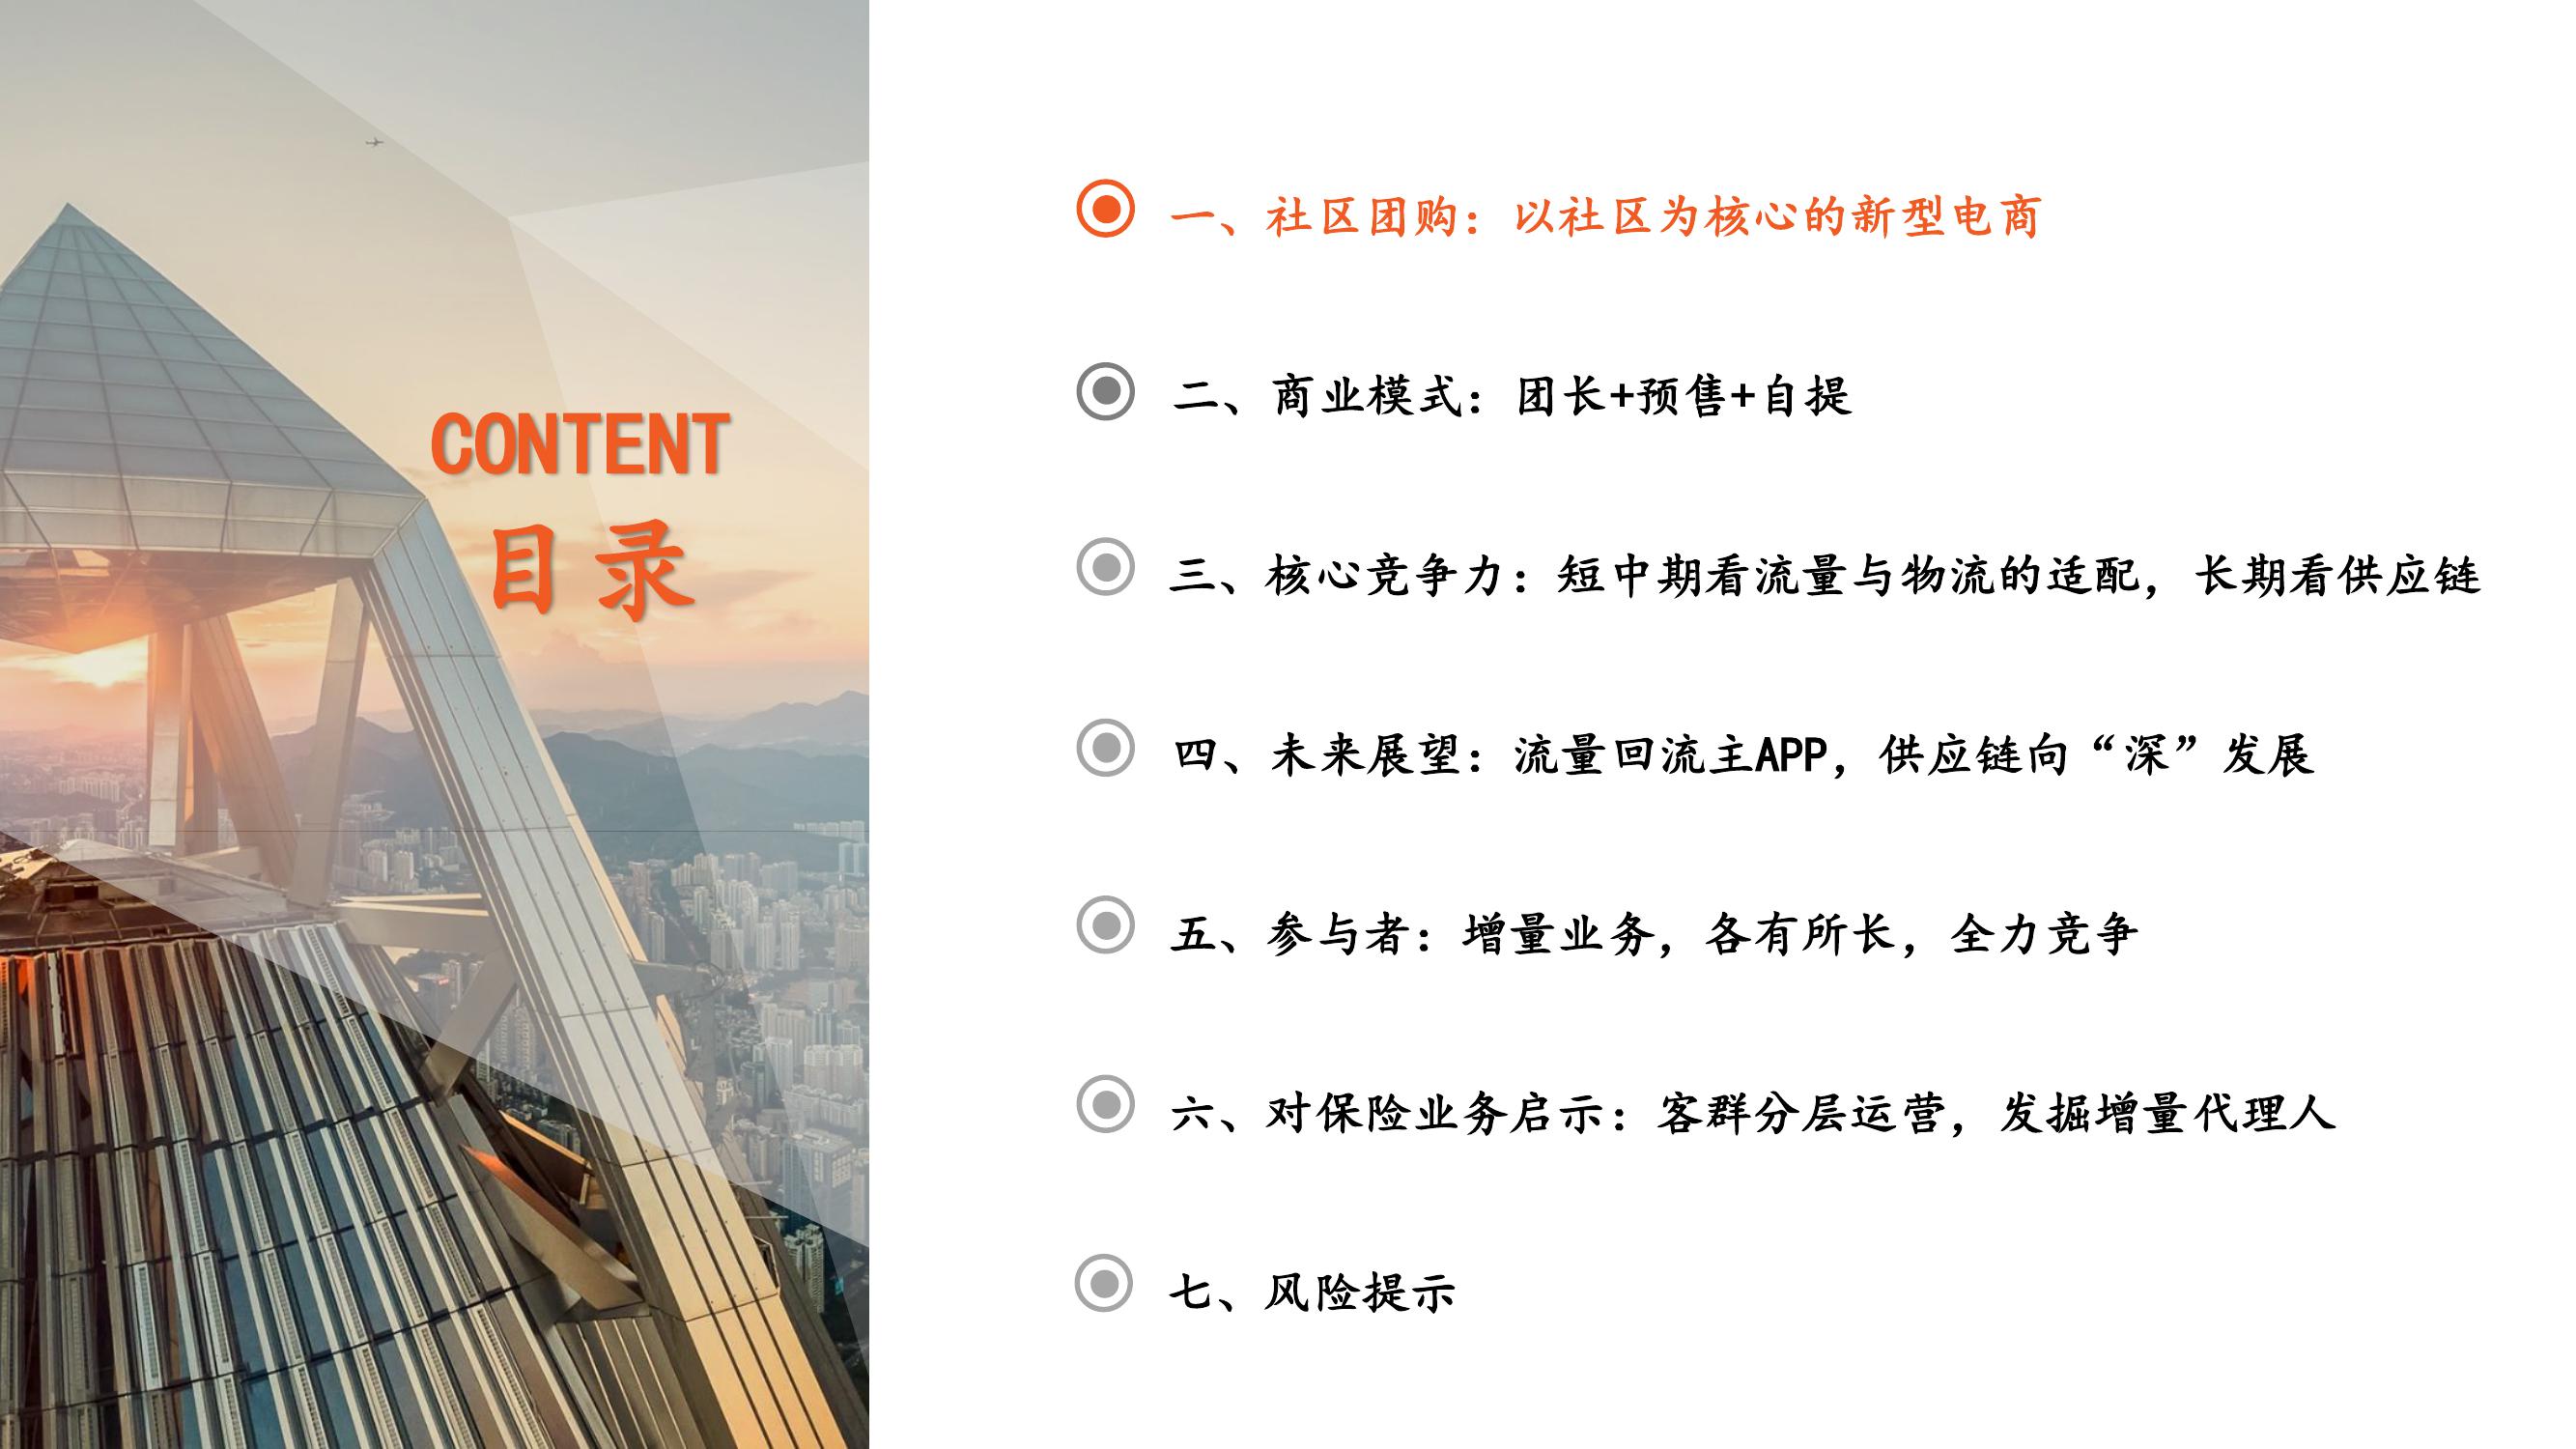 CONTENT
目录
一、社区团购：以社区为核心的新型电商
二、商业模式：团长+预售+自提
三、核心竞争力：短中期看流量与物流的适配，长期看供应链
四、未来展望：流量回流主APP，供应链向“深”发展
五、参与者：增量业务，各有所长，全力竞争
六、对保险业务启示：客群分层运营，发掘增量代理人
七、风险提示